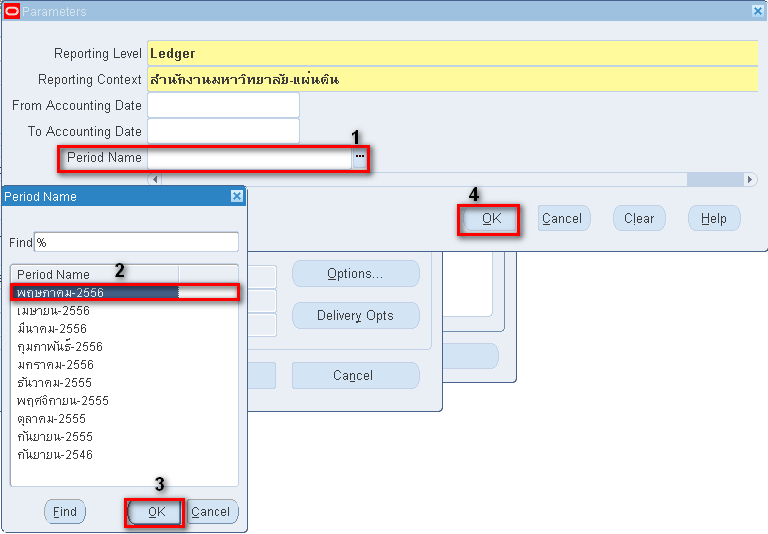 Parameters
Reporting Level Ledger
Reporting Context สำนักงานมหาวิทยาลัย-แผ่นดิน
From Accounting Date
To Accounting Date
1
Period Name ...
4
OK Cancel Clear Help
Period Name
Find %
Period Name 2
พฤษภาคม-2556
เมษายน-2556
มีนาคม-2556
กุมภาพันธ์-2556
มกราคม-2556
ธันวาคม-2555
พฤศจิกายน-2555
ตุลาคม-2555
กันยายน-2555
กันยายน-2546
3
Find OK Cancel
Options...
Delivery Opts
Cancel